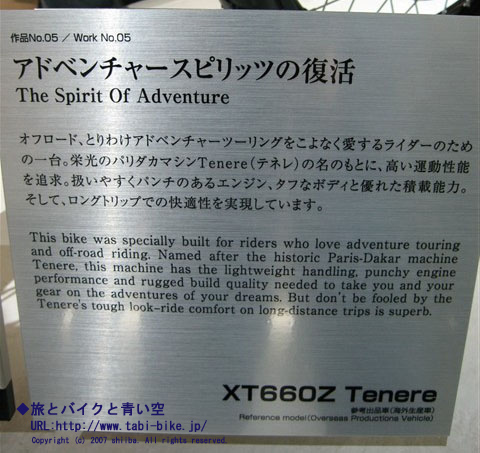 作品No.05 / Work No.05
アドベンチャースピリッツの復活
The Spirit Of Adventure
オフロード、とりわけアドベンチャーツーリングをこよなく愛するライダーのため
の一台。栄光のパリダカマシンTenere(テネレ)の名のもとに、高い運動性能
を追求。扱いやすくパンチのあるエンジン、タフなボディと優れた積載能力。
そして、ロングトリップでの快適性を実現しています。
This bike was specially built for riders who love adventure touring
and off-road riding. Named after the historic Paris-Dakar machine
Tenere, this machine has the lightweight handling, punchy engine
performance and rugged build quality needed to take you and your
gear on the adventures of your dreams. But don't be fooled by the
Tenere's tough look-ride comfort on long-distance trips is superb.
XT660Z Tenere
参考出品車(海外生産車)
Reference model(Overseas Productions Vehicle)
◆旅とバイクと青い空
URL:http://www.tabi-bike.jp/
Copyright (c) 2007 shiiba All rights reserved.